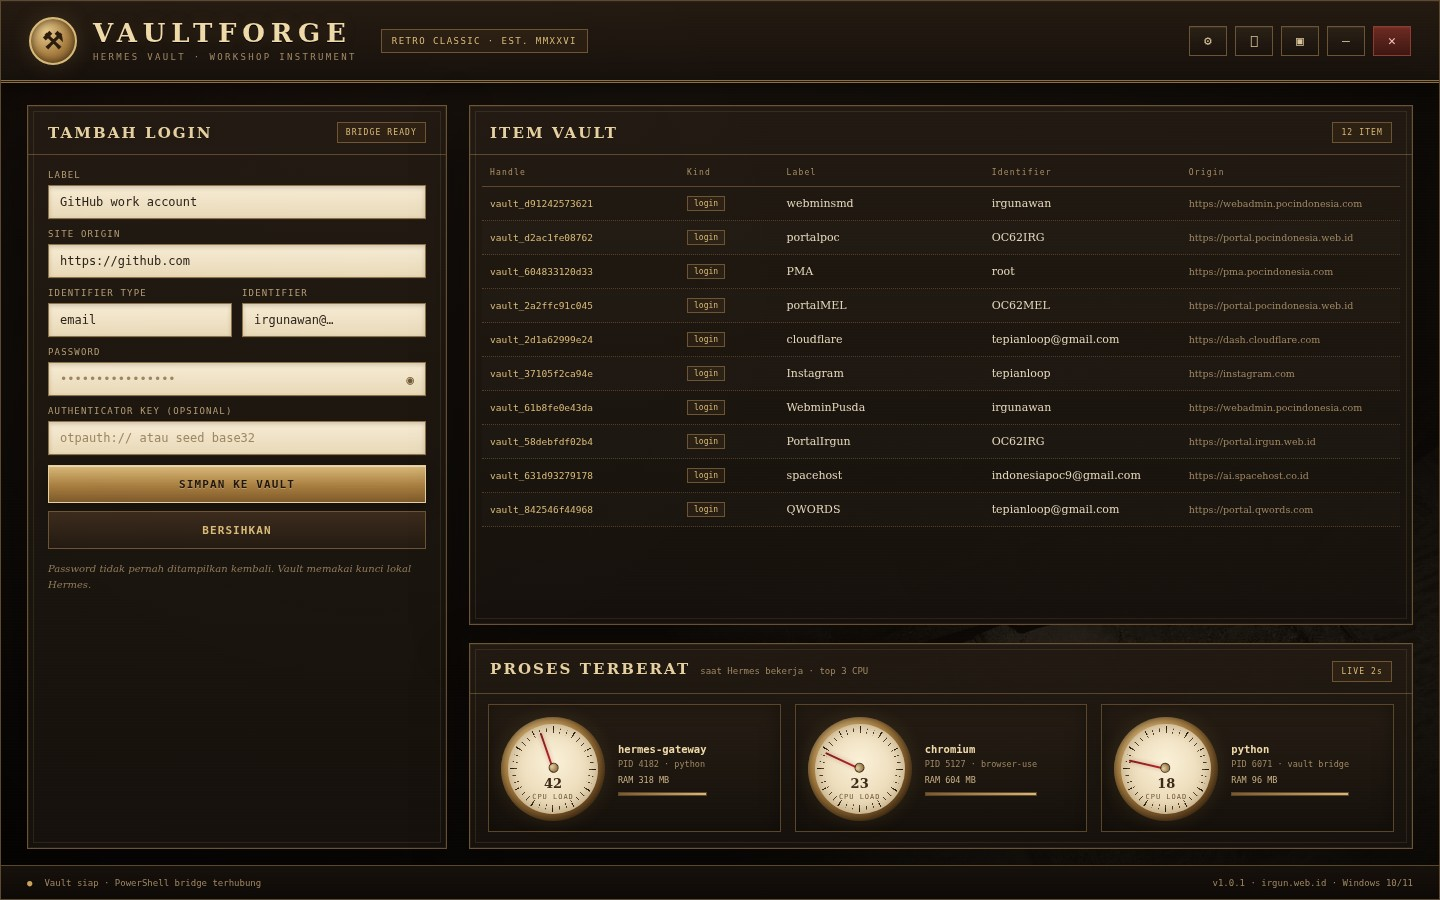 VAULTFORGE
HERMES VAULT · WORKSHOP INSTRUMENT
RETRO CLASSIC · EST. MMXXVI
TAMBAH LOGIN
BRIDGE READY
LABEL
GitHub work account
SITE ORIGIN
https://github.com
IDENTIFIER TYPE IDENTIFIER
email irgunawan@…
PASSWORD
••••••••••••••••
AUTHENTICATOR KEY (OPSIONAL)
otpauth:// atau seed base32
SIMPAN KE VAULT
BERSIHKAN
Password tidak pernah ditampilkan kembali. Vault memakai kunci lokal
Hermes.
ITEM VAULT
12 ITEM
Handle Kind Label Identifier Origin
vault_d91242573621 login webminsmd irgunawan https://webadmin.pocindonesia.com
vault_d2ac1fe08762 login portalpoc OC62IRG https://portal.pocindonesia.web.id
vault_604833120d33 login PMA root https://pma.pocindonesia.com
vault_2a2ffc91c045 login portalMEL OC62MEL https://portal.pocindonesia.web.id
vault_2d1a62999e24 login cloudflare tepianloop@gmail.com https://dash.cloudflare.com
vault_37105f2ca94e login Instagram tepianloop https://instagram.com
vault_61b8fe0e43da login WebminPusda irgunawan https://webadmin.pocindonesia.com
vault_58debfdf02b4 login PortalIrgun OC62IRG https://portal.irgun.web.id
vault_631d93279178 login spacehost indonesiapoc9@gmail.com https://ai.spacehost.co.id
vault_842546f44968 login QWORDS tepianloop@gmail.com https://portal.qwords.com
PROSES TERBERAT saat Hermes bekerja · top 3 CPU
LIVE 2s
42
CPU LOAD
hermes-gateway
PID 4182 · python
RAM 318 MB
23
CPU LOAD
chromium
PID 5127 · browser-use
RAM 604 MB
18
CPU LOAD
python
PID 6071 · vault bridge
RAM 96 MB
Vault siap · PowerShell bridge terhubung
v1.0.1 · irgun.web.id · Windows 10/11